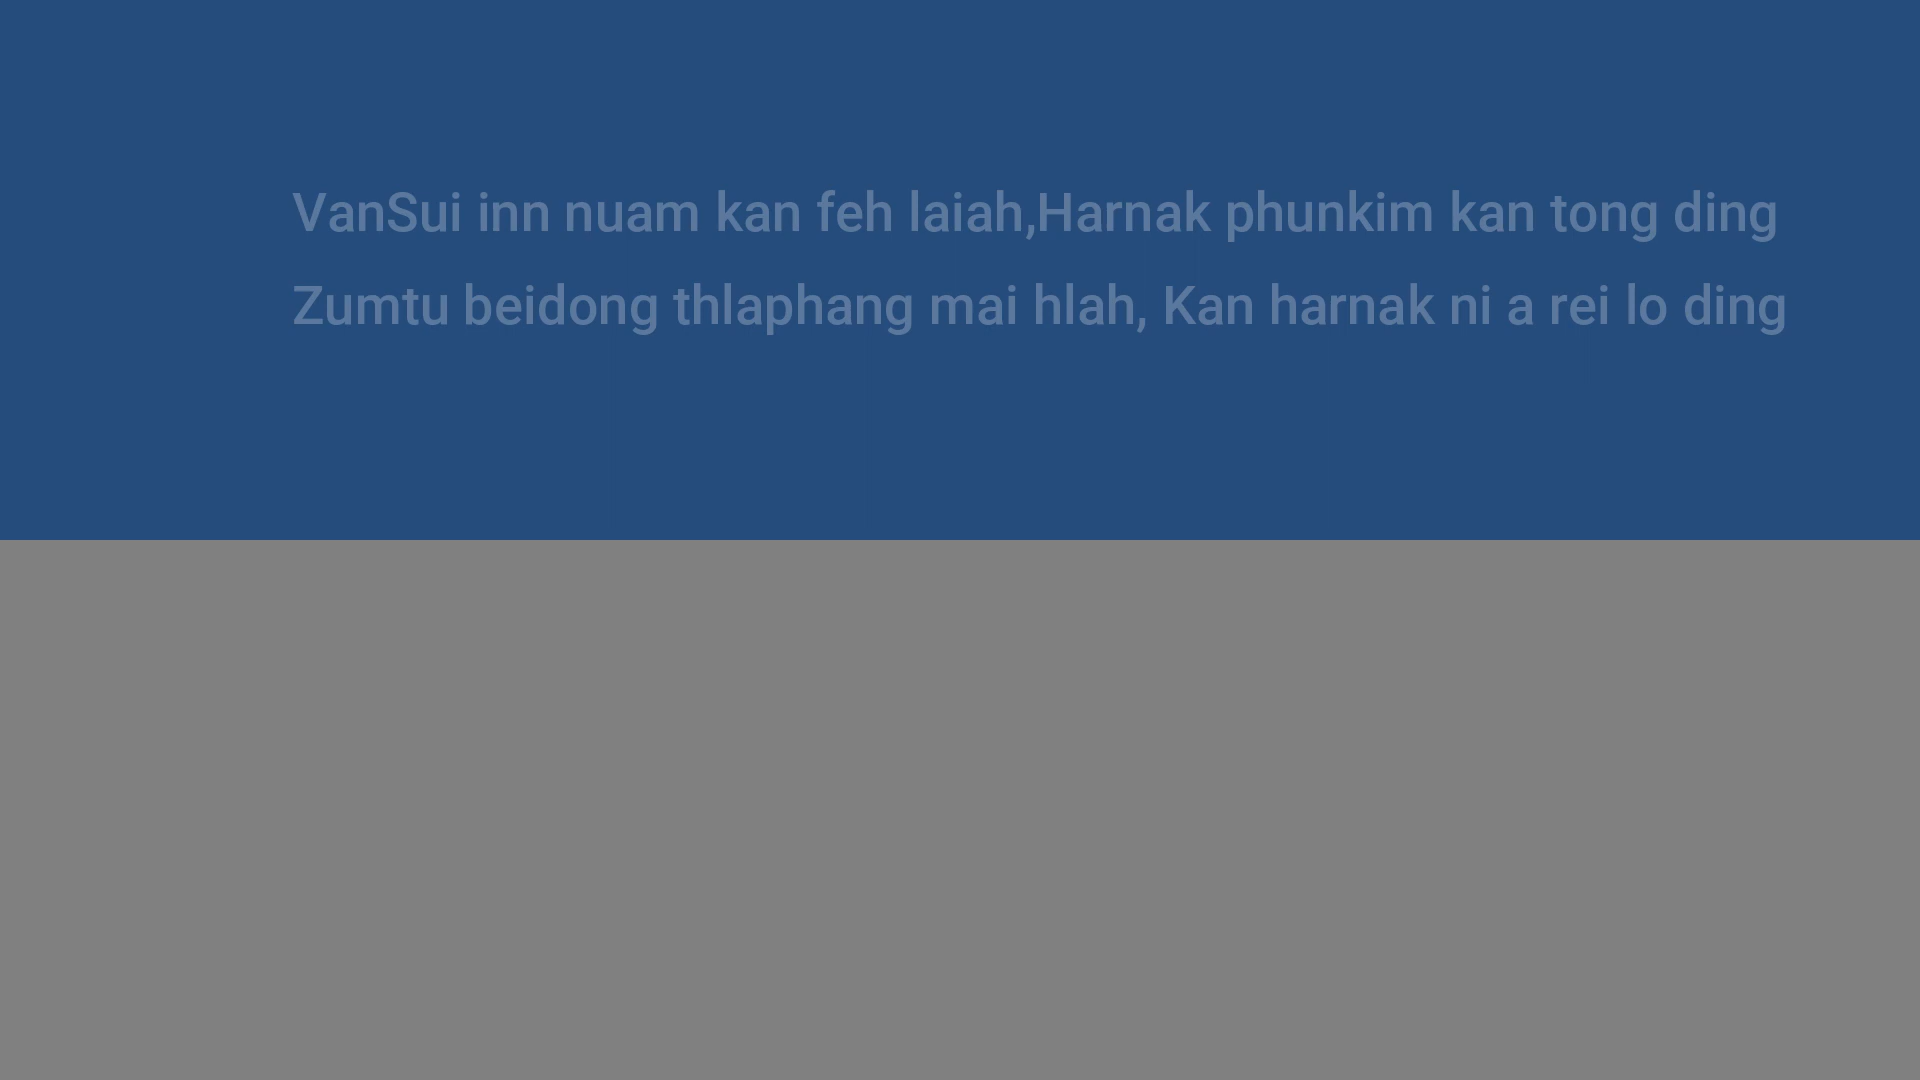 VanSui inn nuam kan feh laiah,Harnak phunkim kan tong ding
Zumtu beidong thlaphang mai hlah, Kan harnak ni a rei lo ding